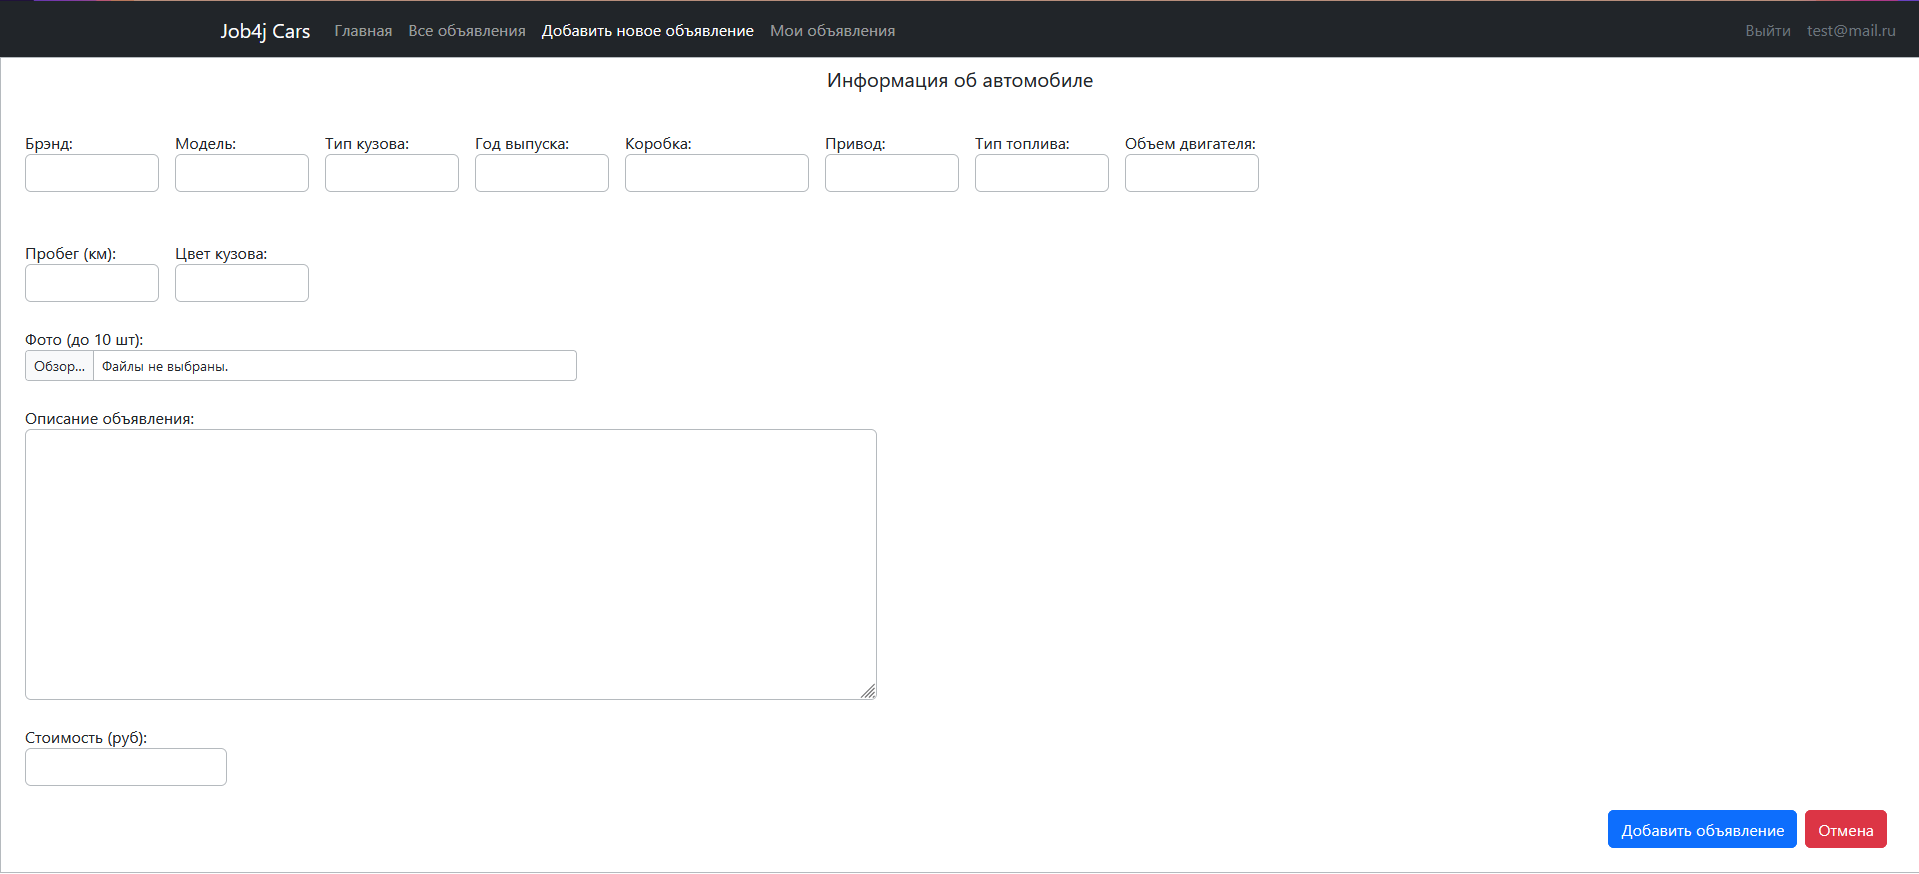 Job4j Cars Главная Все объявления Добавить новое объявление Мои объявления Выйти test@mail.ru
Информация об автомобиле
Брэнд: Модель: Тип кузова: Год выпуска: Коробка: Привод: Тип топлива: Объем двигателя:
Пробег (км): Цвет кузова:
Фото (до 10 шт):
Обзор... Файлы не выбраны.
Описание объявления:
Стоимость (руб):
Добавить объявление Отмена